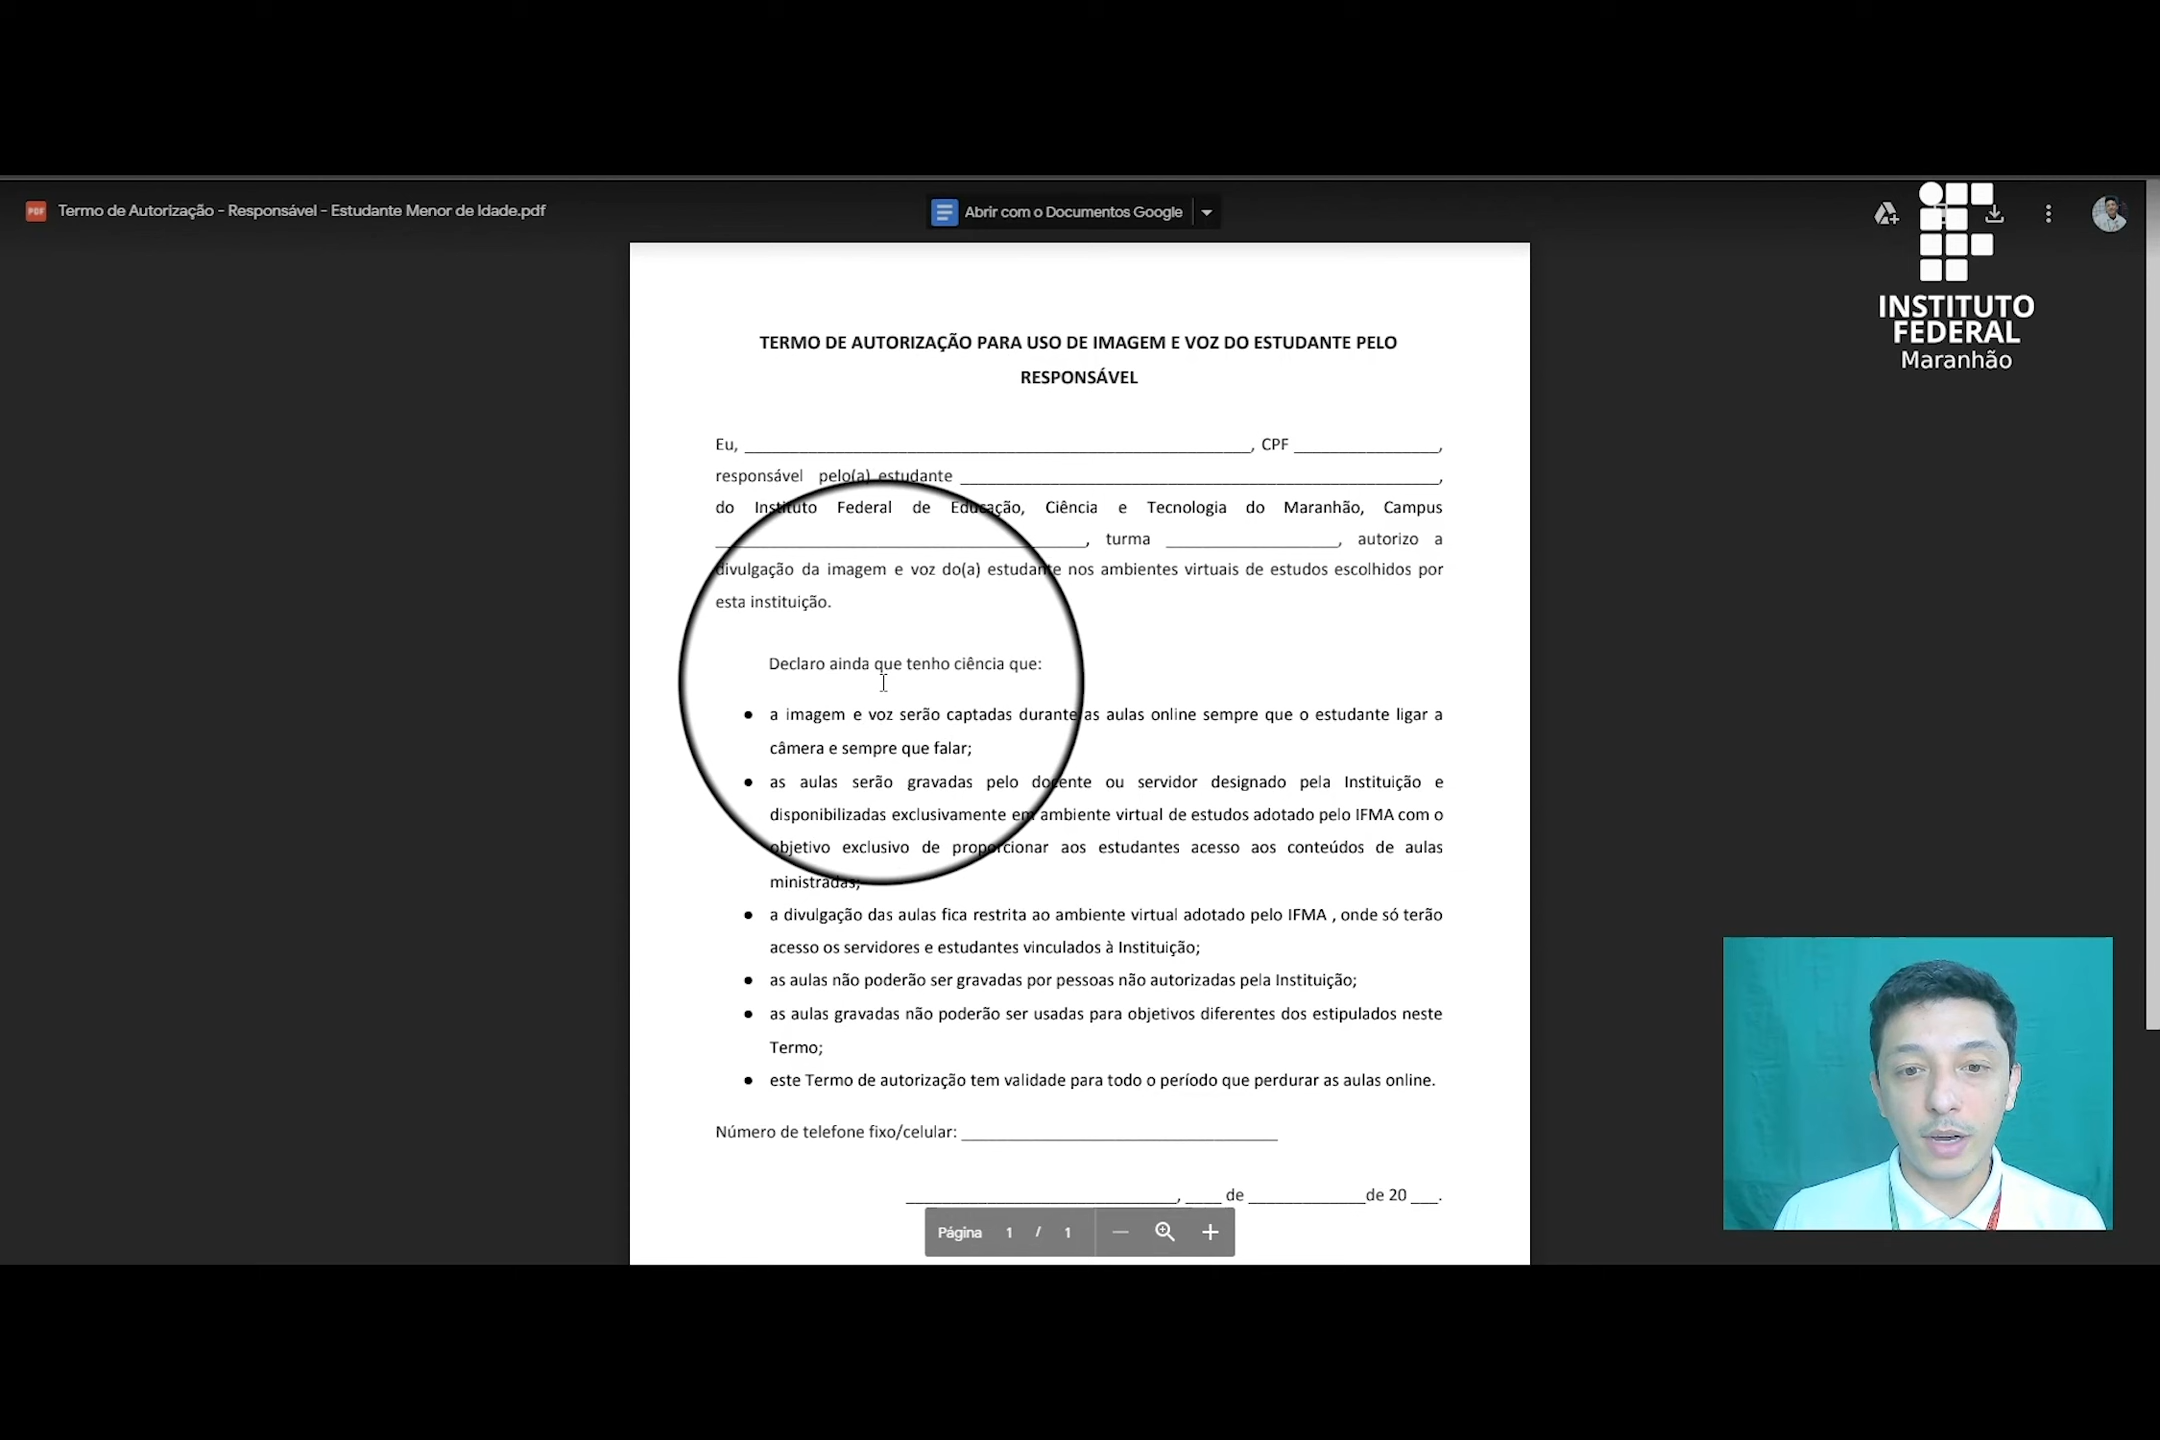 Termo de Autorização - Responsável - Estudante Menor de Idade.pdf
Abrir com o Documentos Google
INSTITUTO
FEDERAL
Maranhão
TERMO DE AUTORIZAÇÃO PARA USO DE IMAGEM E VOZ DO ESTUDANTE PELO
RESPONSÁVEL
Eu, ______________________________, CPF ______________,
responsável pelo(a) estudante ______________________________,
do Instituto Federal de Educação, Ciência e Tecnologia do Maranhão, Campus
______________________________, turma ______________, autorizo a
divulgação da imagem e voz do(a) estudante nos ambientes virtuais de estudos escolhidos por
esta instituição.
Declaro ainda que tenho ciência que:
● a imagem e voz serão captadas durante as aulas online sempre que o estudante ligar a
câmera e sempre que falar;
● as aulas serão gravadas pelo docente ou servidor designado pela Instituição e
disponibilizadas exclusivamente em ambiente virtual de estudos adotado pelo IFMA com o
objetivo exclusivo de proporcionar aos estudantes acesso aos conteúdos de aulas
ministradas;
● a divulgação das aulas fica restrita ao ambiente virtual adotado pelo IFMA , onde só terão
acesso os servidores e estudantes vinculados à Instituição;
● as aulas não poderão ser gravadas por pessoas não autorizadas pela Instituição;
● as aulas gravadas não poderão ser usadas para objetivos diferentes dos estipulados neste
Termo;
● este Termo de autorização tem validade para todo o período que perdurar as aulas online.
Número de telefone fixo/celular: ______________________________
______________________________, ____ de _____________de 20 ___.
Página 1 / 1